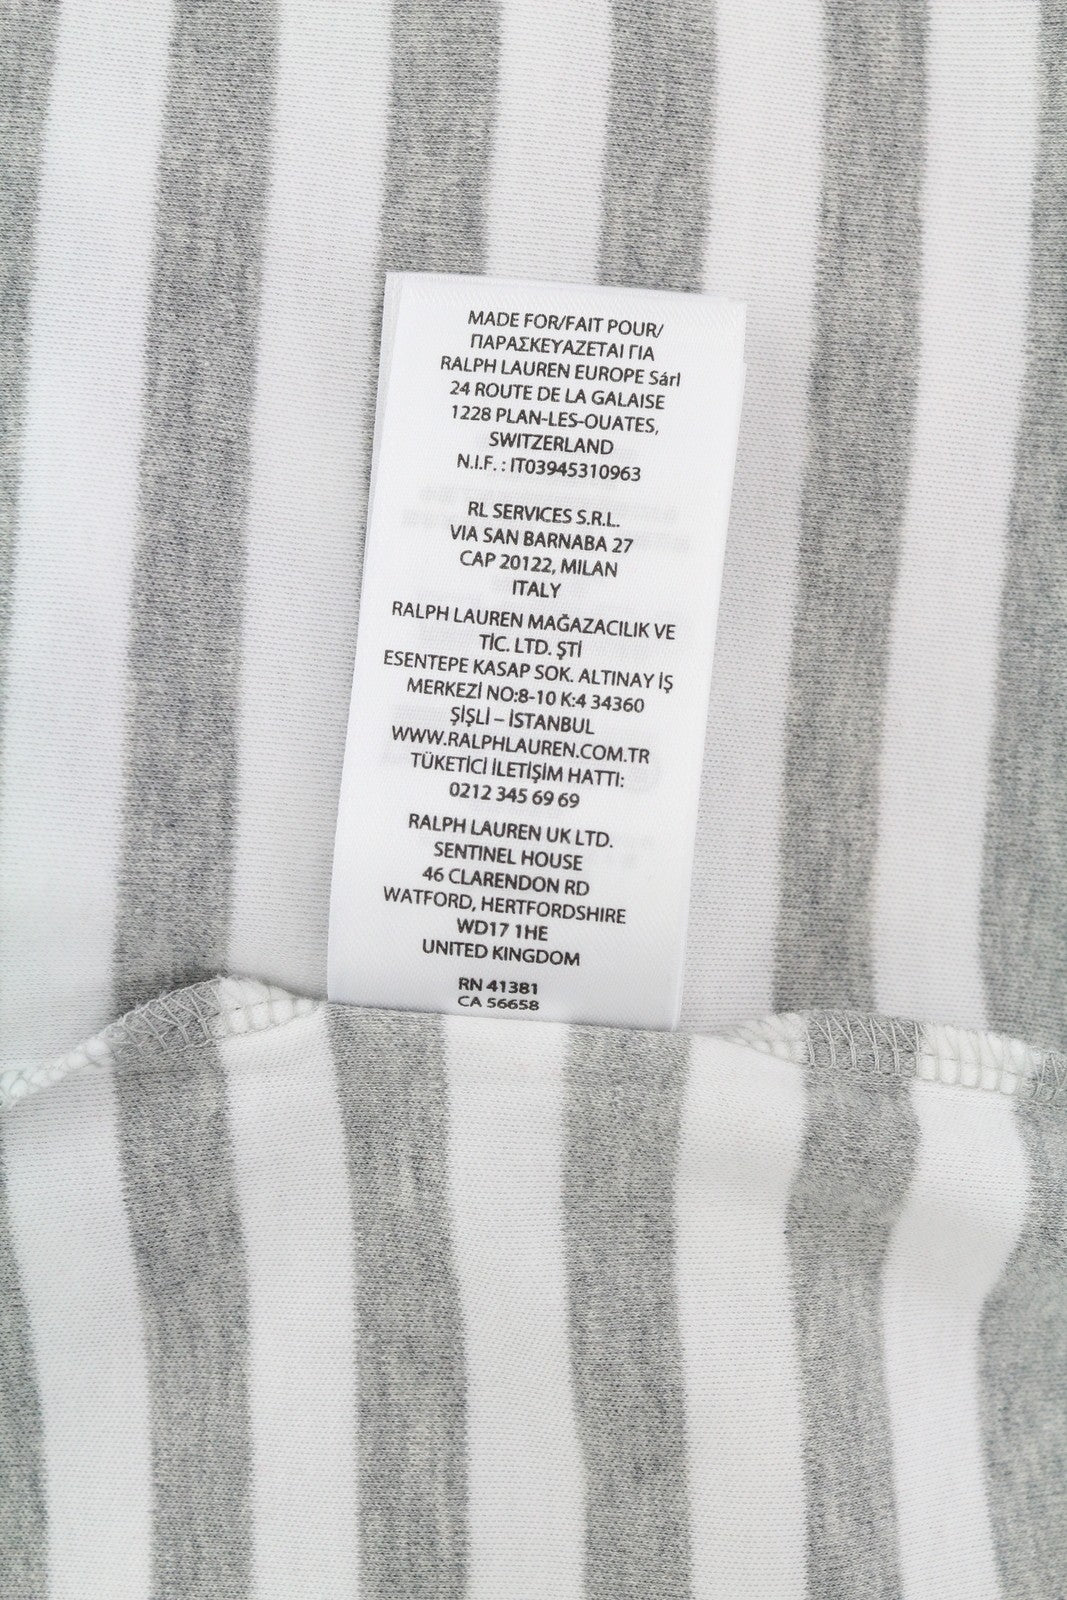 MADE FOR/FAIT POUR/
ΠΑΡΑΣΚΕΥΑΖΕΤΑΙ ΓΙΑ
RALPH LAUREN EUROPE Sárl
24 ROUTE DE LA GALAISE
1228 PLAN-LES-OUATES,
SWITZERLAND
N.I.F. : IT03945310963
RL SERVICES S.R.L.
VIA SAN BARNABA 27
CAP 20122, MILAN
ITALY
RALPH LAUREN MAĞAZACILIK VE
TİC. LTD. ŞTİ
ESENTEPE KASAP SOK. ALTINAY İŞ
MERKEZİ NO:8-10 K:4 34360
ŞİŞLİ – İSTANBUL
WWW.RALPHLAUREN.COM.TR
TÜKETİCİ İLETİŞİM HATTI:
0212 345 69 69
RALPH LAUREN UK LTD.
SENTINEL HOUSE
46 CLARENDON RD
WATFORD, HERTFORDSHIRE
WD17 1HE
UNITED KINGDOM
RN 41381
CA 56658